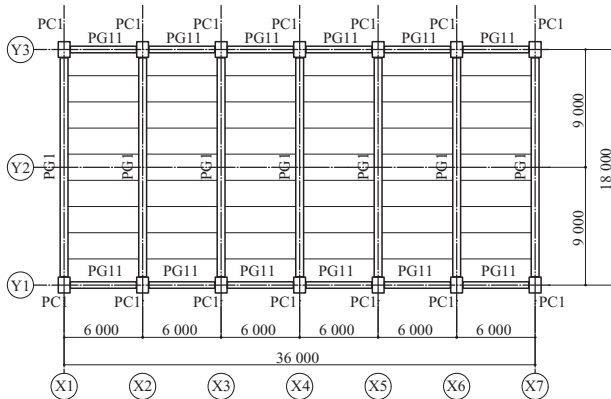 PC1 PC1 PC1 PC1 PC1 PC1 PC1
PG11 PG11 PG11 PG11 PG11 PG11
Y3
9 000
Y2
PG1 PG1 PG1 PG1 PG1 PG1 PG1
18 000
9 000
PG11 PG11 PG11 PG11 PG11 PG11
Y1
PC1 PC1 PC1 PC1 PC1 PC1 PC1
6 000 6 000 6 000 6 000 6 000 6 000
36 000
X1 X2 X3 X4 X5 X6 X7